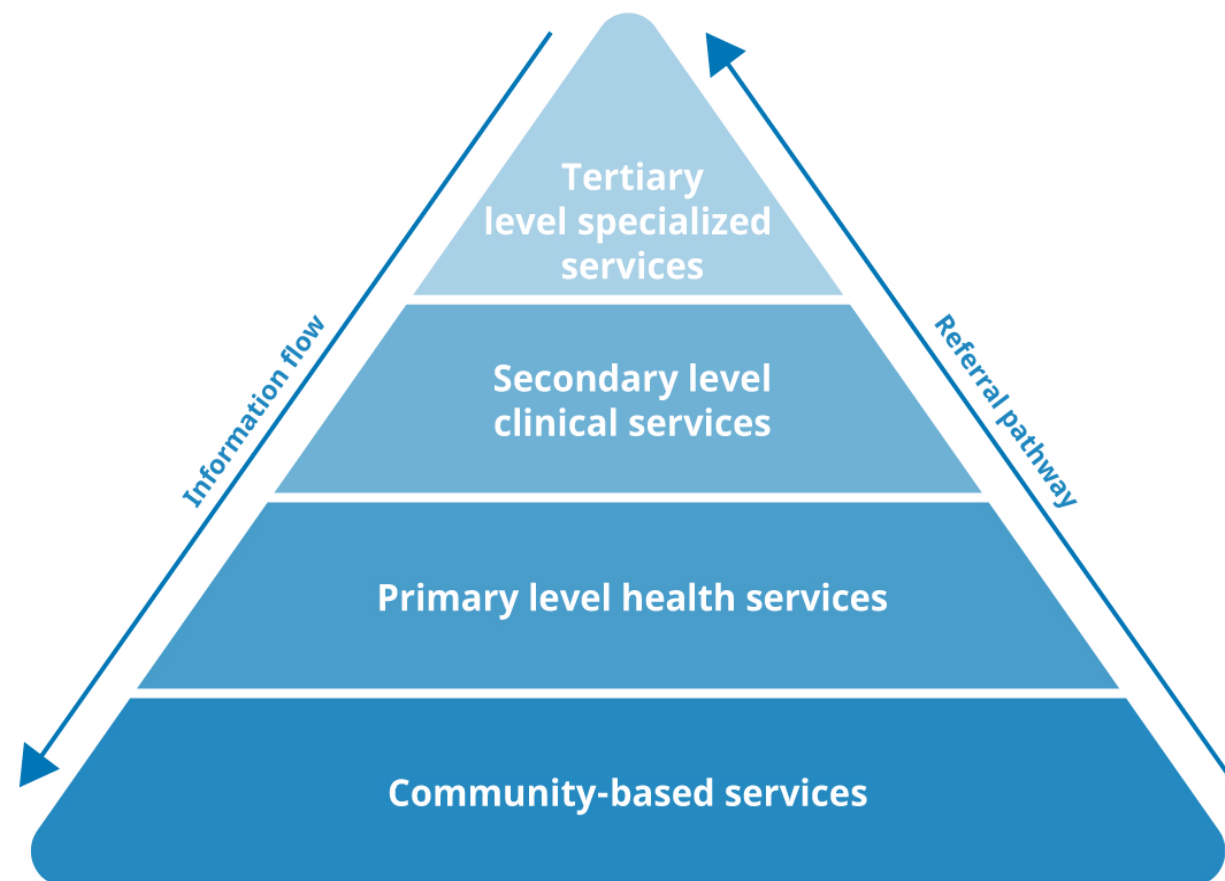 Tertiary
level specialized
services
Information flow
Referral pathway
Secondary level
clinical services
Primary level health services
Community-based services